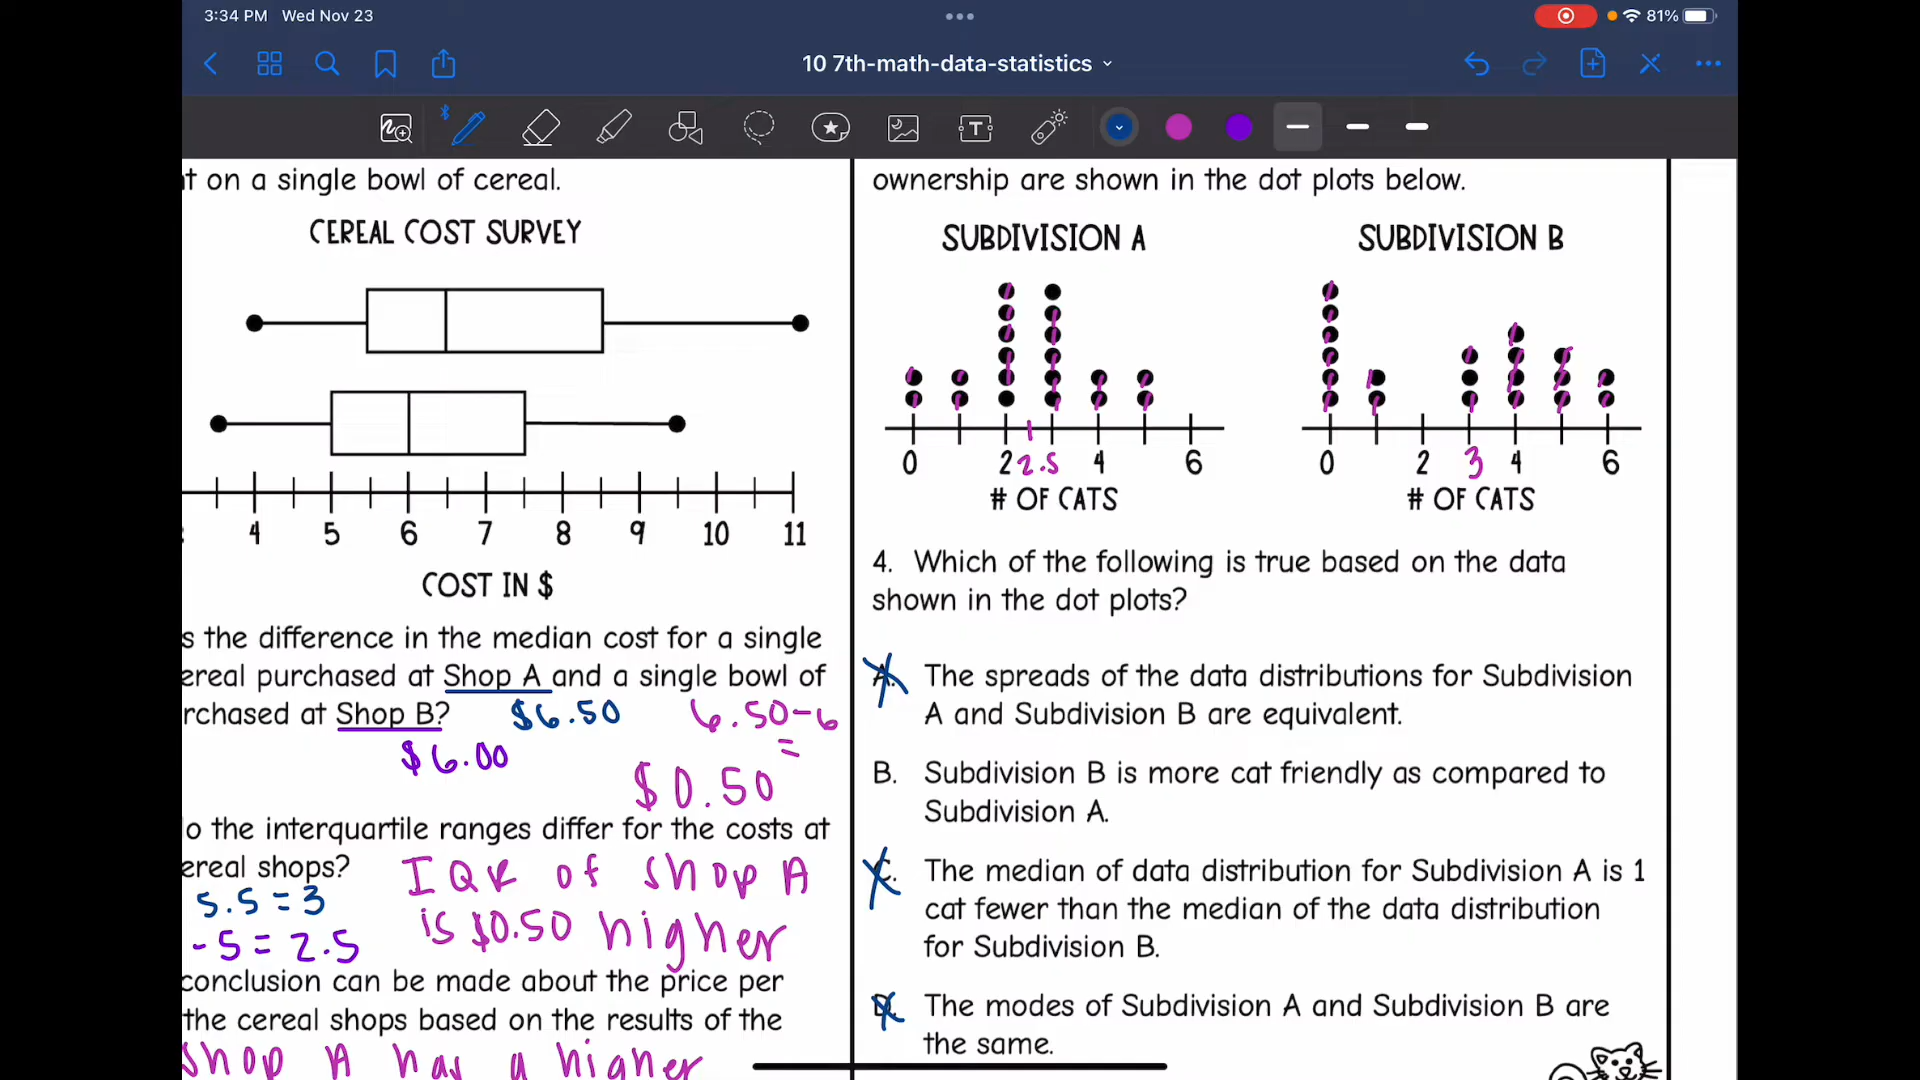 3:34 PM Wed Nov 23
81%
10 7th-math-data-statistics
t on a single bowl of cereal.
CEREAL COST SURVEY
4 5 6 7 8 9 10 11
COST IN $
s the difference in the median cost for a single
ereal purchased at Shop A and a single bowl of
rchased at Shop B?
$6.50
6.50-6
=
$6.00
$0.50
o the interquartile ranges differ for the costs at
ereal shops?
5.5 = 3
- 5 = 2.5
IQR of Shop A
is $0.50 higher
conclusion can be made about the price per
the cereal shops based on the results of the
Shop A has a higher
ownership are shown in the dot plots below.
SUBDIVISION A
0 2 2.5 4 6
# OF CATS
SUBDIVISION B
0 2 3 4 6
# OF CATS
4. Which of the following is true based on the data
shown in the dot plots?
A. The spreads of the data distributions for Subdivision
A and Subdivision B are equivalent.
B. Subdivision B is more cat friendly as compared to
Subdivision A.
C. The median of data distribution for Subdivision A is 1
cat fewer than the median of the data distribution
for Subdivision B.
D. The modes of Subdivision A and Subdivision B are
the same.